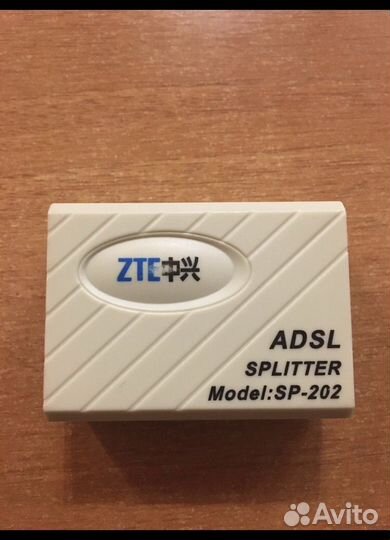 ZTE中兴
ADSL
SPLITTER
Model:SP-202
Avito